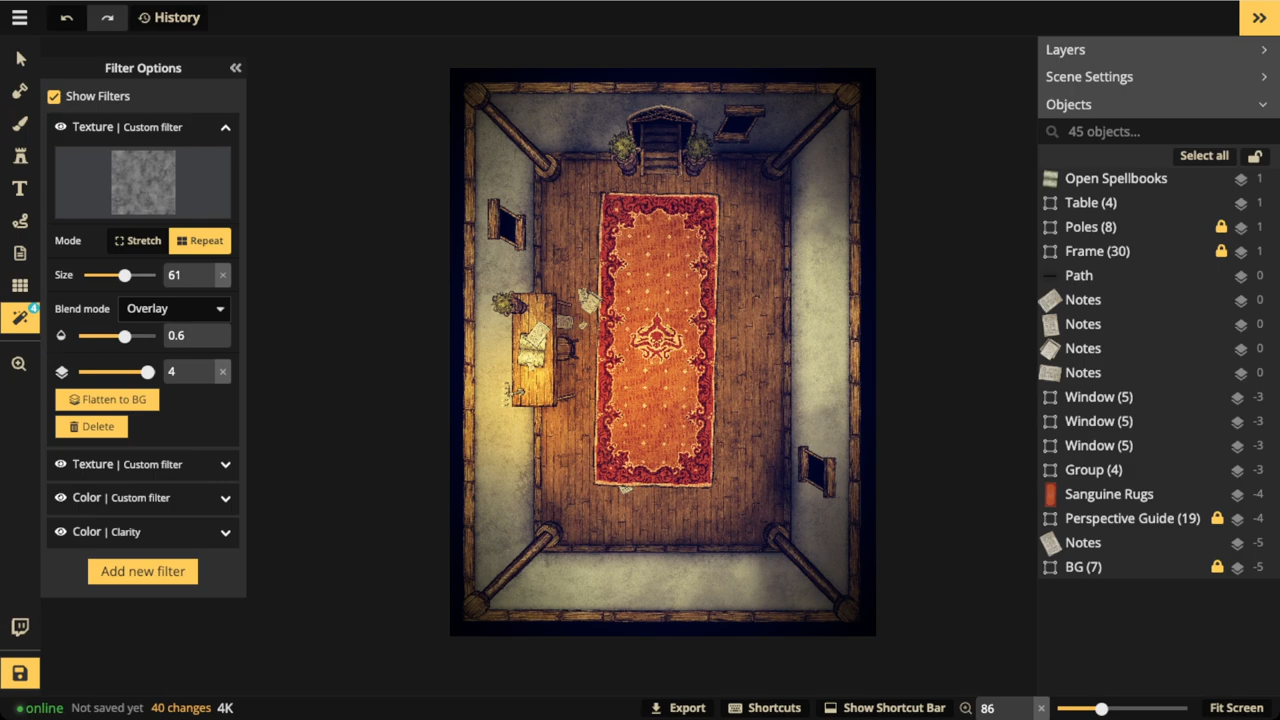 History
Filter Options
Show Filters
Texture | Custom filter
Mode
Stretch
Repeat
Size
61
Blend mode
Overlay
0.6
4
Flatten to BG
Delete
Texture | Custom filter
Color | Custom filter
Color | Clarity
Add new filter
4
Layers
Scene Settings
Objects
45 objects...
Select all
Open Spellbooks 1
Table (4) 1
Poles (8) 1
Frame (30) 1
Path 0
Notes 0
Notes 0
Notes 0
Notes 0
Window (5) -3
Window (5) -3
Window (5) -3
Group (4) -3
Sanguine Rugs -4
Perspective Guide (19) -4
Notes -5
BG (7) -5
online Not saved yet 40 changes 4K
Export
Shortcuts
Show Shortcut Bar
86
Fit Screen